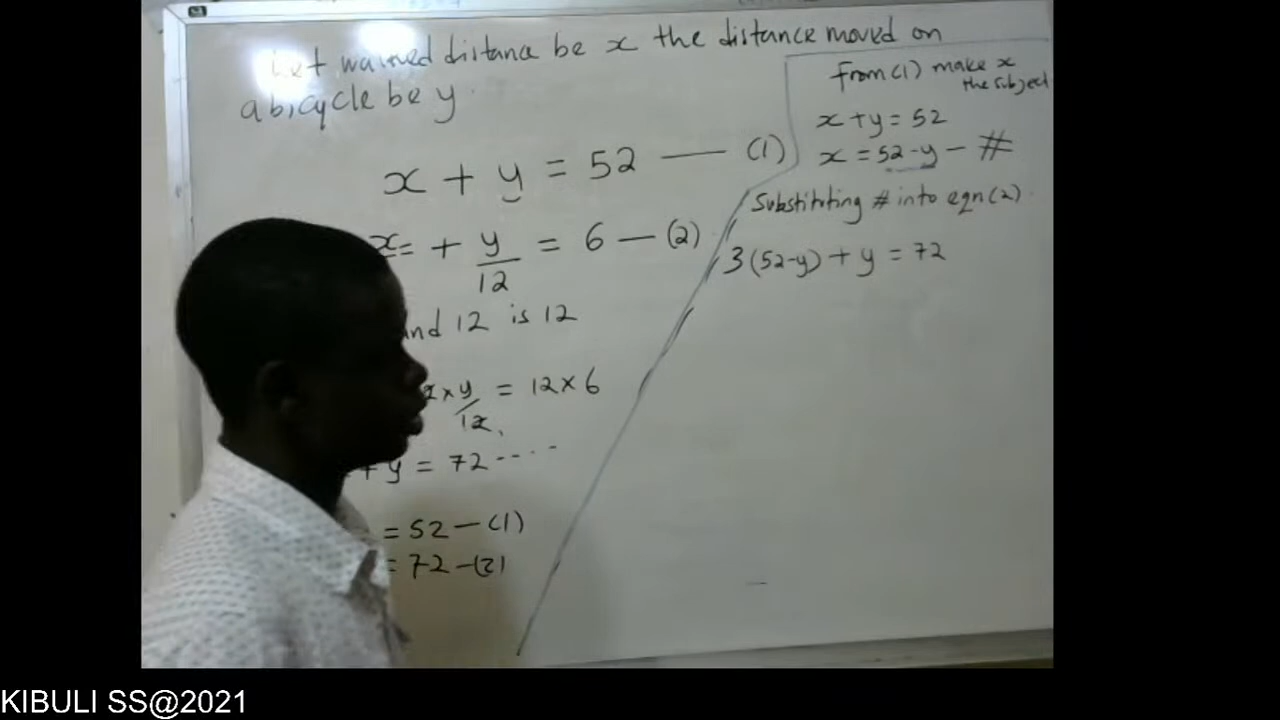 Let walked distance be x the distance moved on
a bicycle be y.
x + y = 52 — (1)
+ y/12 = 6 — (2)
and 12 is 12
x y/12 = 12 x 6
+ y = 72 ....
= 52 — (1)
= 72 — (2)
From (1) make x
the subject
x + y = 52
x = 52 - y — #
Substituting # into eqn (2)
3(52-y) + y = 72
KIBULI SS@2021